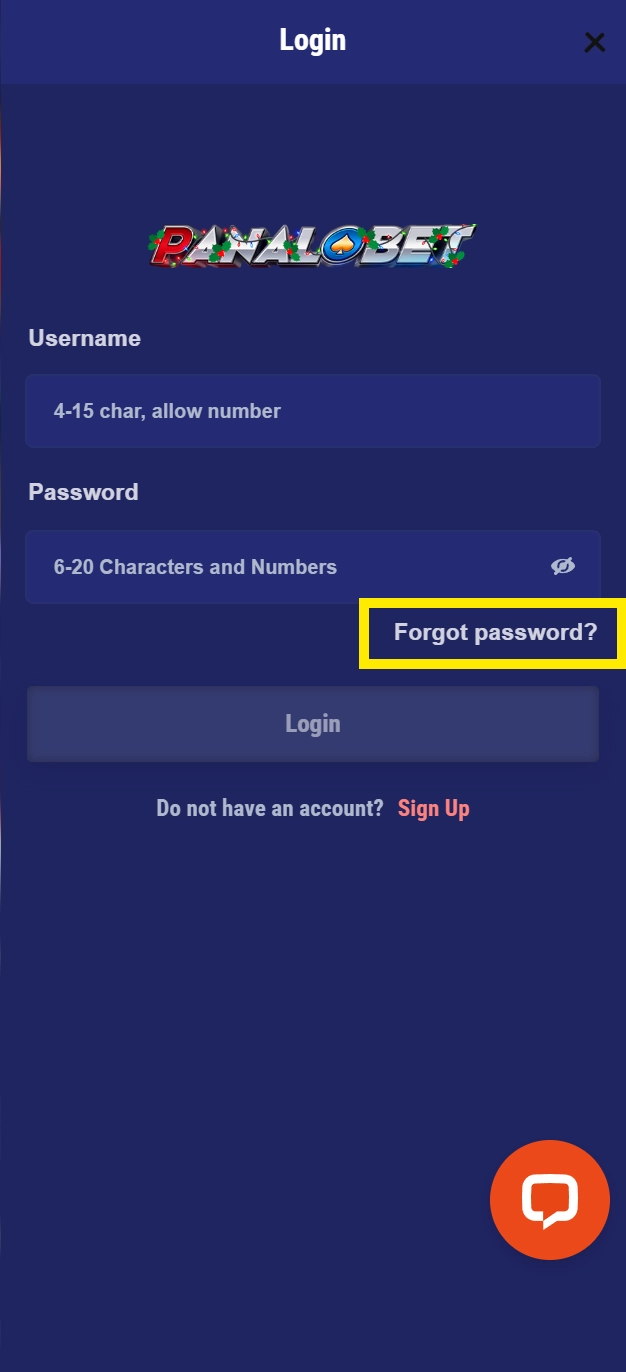 Login
PANALOBET
Username
4-15 char, allow number
Password
6-20 Characters and Numbers
Forgot password?
Login
Do not have an account? Sign Up